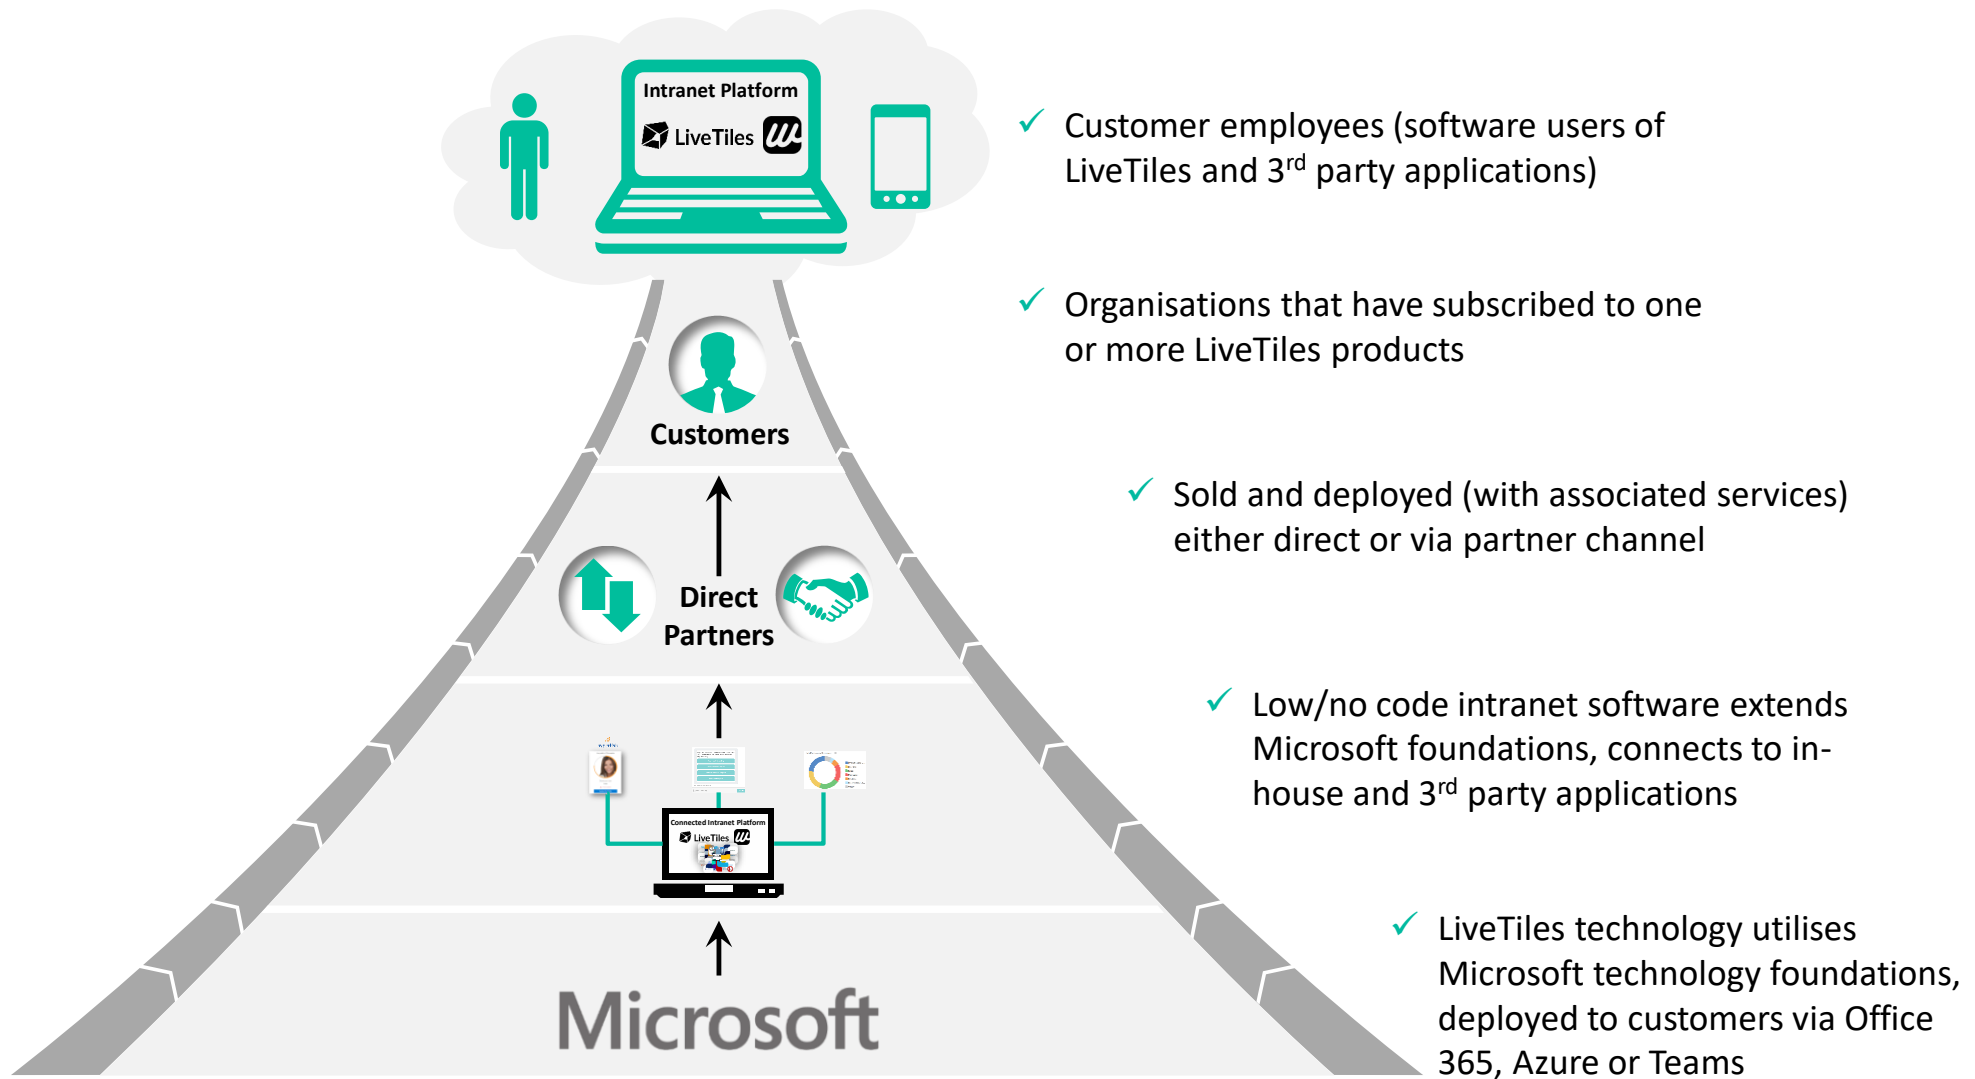 Intranet Platform
LiveTiles
✓ Customer employees (software users of
LiveTiles and 3rd party applications)
✓ Organisations that have subscribed to one
or more LiveTiles products
Customers
✓ Sold and deployed (with associated services)
either direct or via partner channel
Direct
Partners
✓ Low/no code intranet software extends
Microsoft foundations, connects to in-
house and 3rd party applications
Connected Intranet Platform
LiveTiles
✓ LiveTiles technology utilises
Microsoft technology foundations,
deployed to customers via Office
365, Azure or Teams
Microsoft